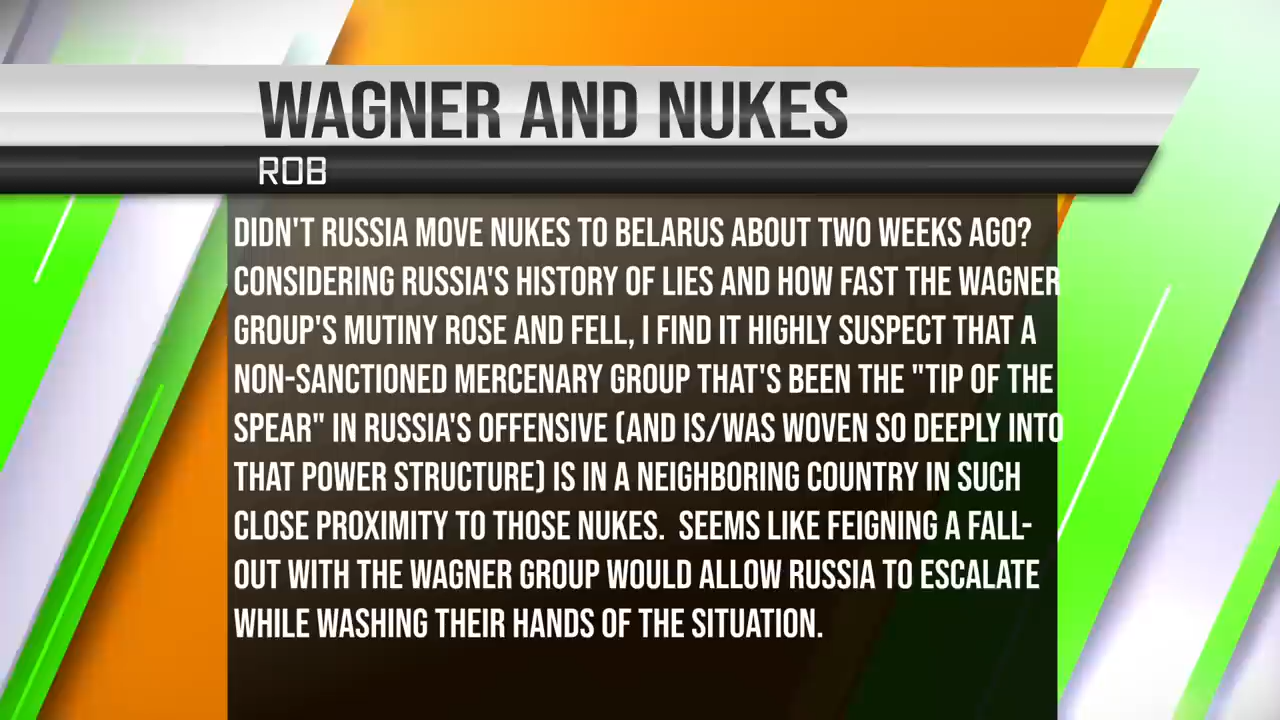 WAGNER AND NUKES
ROB
DIDN'T RUSSIA MOVE NUKES TO BELARUS ABOUT TWO WEEKS AGO?
CONSIDERING RUSSIA'S HISTORY OF LIES AND HOW FAST THE WAGNER
GROUP'S MUTINY ROSE AND FELL, I FIND IT HIGHLY SUSPECT THAT A
NON-SANCTIONED MERCENARY GROUP THAT'S BEEN THE "TIP OF THE
SPEAR" IN RUSSIA'S OFFENSIVE (AND IS/WAS WOVEN SO DEEPLY INTO
THAT POWER STRUCTURE) IS IN A NEIGHBORING COUNTRY IN SUCH
CLOSE PROXIMITY TO THOSE NUKES.  SEEMS LIKE FEIGNING A FALL-
OUT WITH THE WAGNER GROUP WOULD ALLOW RUSSIA TO ESCALATE
WHILE WASHING THEIR HANDS OF THE SITUATION.